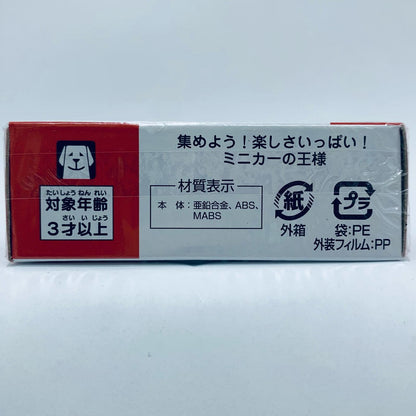 集めよう！楽しさいっぱい！
ミニカーの王様
たいしょうねんれい
対象年齢
さいいじょう
3才以上
材質表示
本　体：亜鉛合金、ABS、
MABS
紙
外箱
プラ
袋：PE
外装フィルム：PP